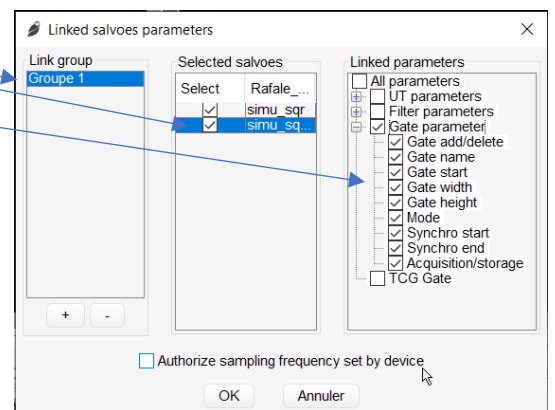 Linked salvoes parameters
Link group
Groupe 1
+ -
Selected salvoes
Select Rafale_...
simu_sqr
simu_sq...
Linked parameters
All parameters
UT parameters
Filter parameters
Gate parameter
Gate add/delete
Gate name
Gate start
Gate width
Gate height
Mode
Synchro start
Synchro end
Acquisition/storage
TCG Gate
Authorize sampling frequency set by device
OK Annuler